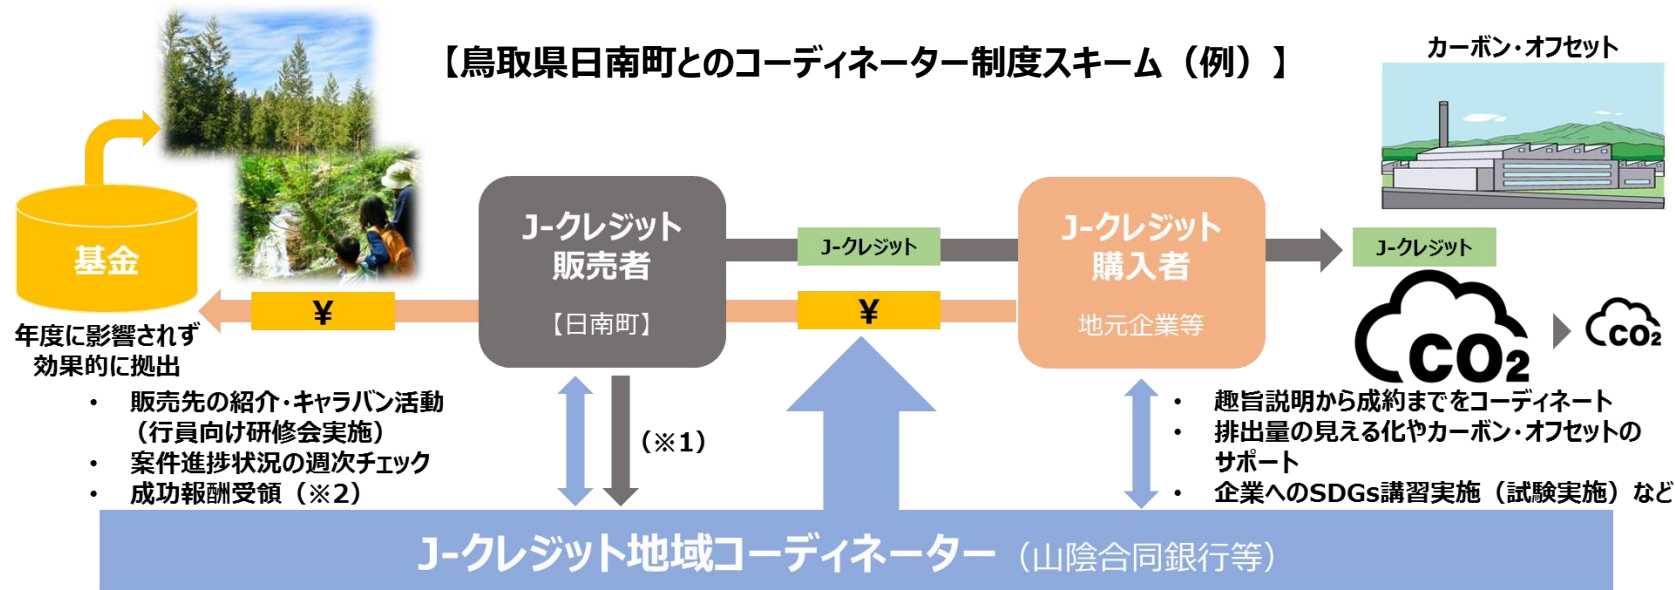 【鳥取県日南町とのコーディネーター制度スキーム（例）】
カーボン・オフセット
基金
年度に影響されず
効果的に拠出
¥
J-クレジット
販売者
【日南町】
J-クレジット
¥
J-クレジット
購入者
地元企業等
J-クレジット
CO2
CO2
• 販売先の紹介・キャラバン活動
（行員向け研修会実施）
• 案件進捗状況の週次チェック
• 成功報酬受領（※2）
（※1）
• 趣旨説明から成約までをコーディネート
• 排出量の見える化やカーボン・オフセットの
サポート
• 企業へのSDGs講習実施（試験実施）など
J-クレジット地域コーディネーター（山陰合同銀行等）